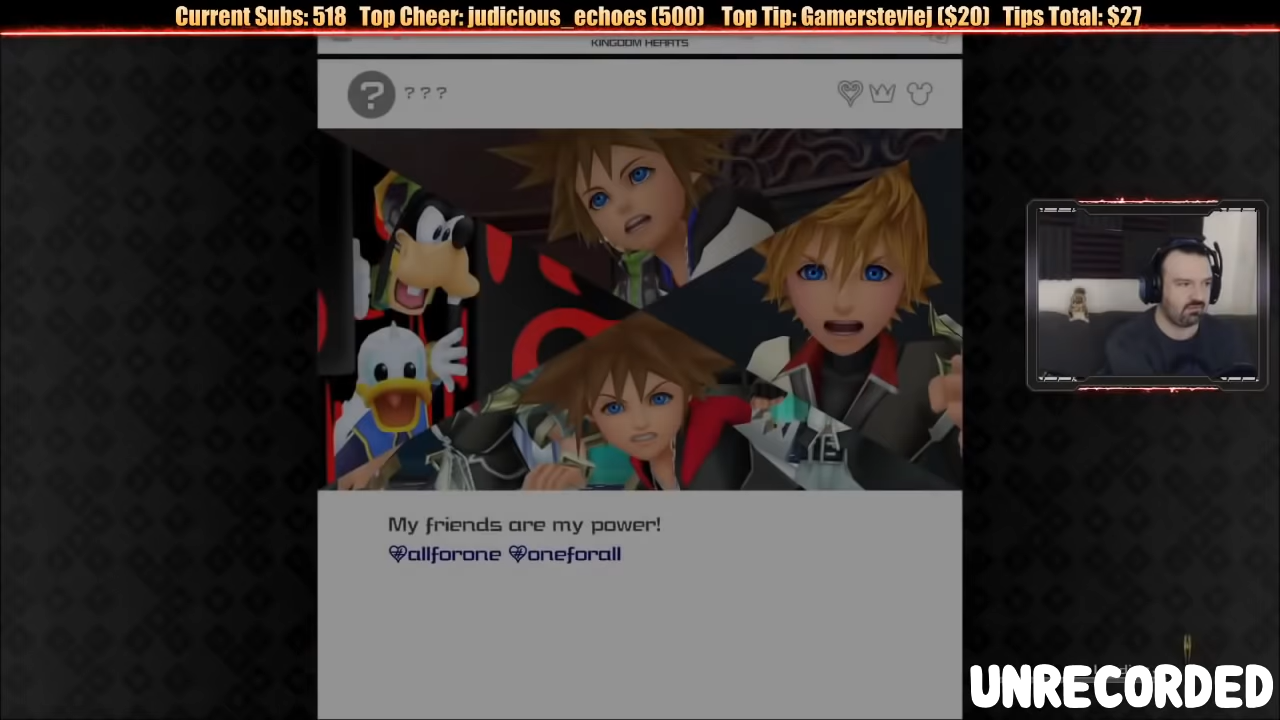 Current Subs: 518 Top Cheer: judicious_echoes (500) Top Tip: Gamersteviej ($20) Tips Total: $27
KINGDOM HEARTS
? ? ? ?
My friends are my power!
allforone oneforall
UNRECORDED